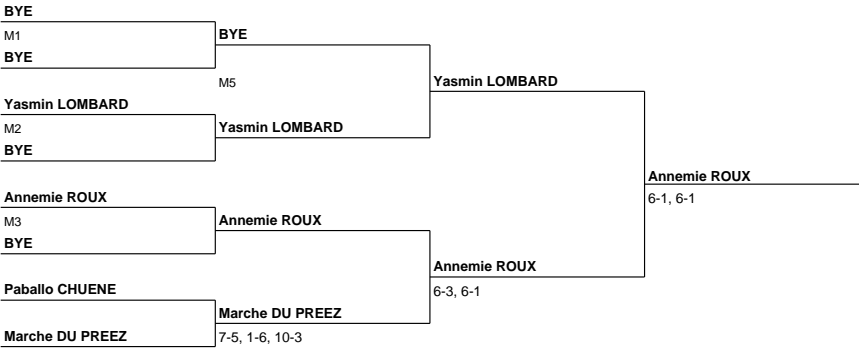 BYE
M1
BYE
BYE
M5
Yasmin LOMBARD
Yasmin LOMBARD
M2
Yasmin LOMBARD
BYE
Annemie ROUX
6-1, 6-1
Annemie ROUX
M3
Annemie ROUX
BYE
Annemie ROUX
6-3, 6-1
Paballo CHUENE
Marche DU PREEZ
Marche DU PREEZ
7-5, 1-6, 10-3